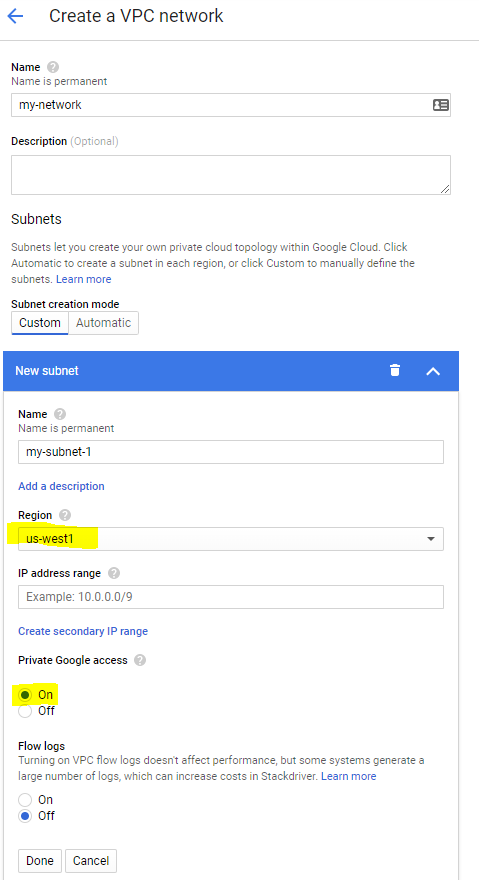 Create a VPC network
Name
Name is permanent
my-network
Description (Optional)
Subnets
Subnets let you create your own private cloud topology within Google Cloud. Click
Automatic to create a subnet in each region, or click Custom to manually define the
subnets. Learn more
Subnet creation mode
Custom Automatic
New subnet
Name
Name is permanent
my-subnet-1
Add a description
Region
us-west1
IP address range
Example: 10.0.0.0/9
Create secondary IP range
Private Google access
On
Off
Flow logs
Turning on VPC flow logs doesn't affect performance, but some systems generate a
large number of logs, which can increase costs in Stackdriver. Learn more
On
Off
Done Cancel